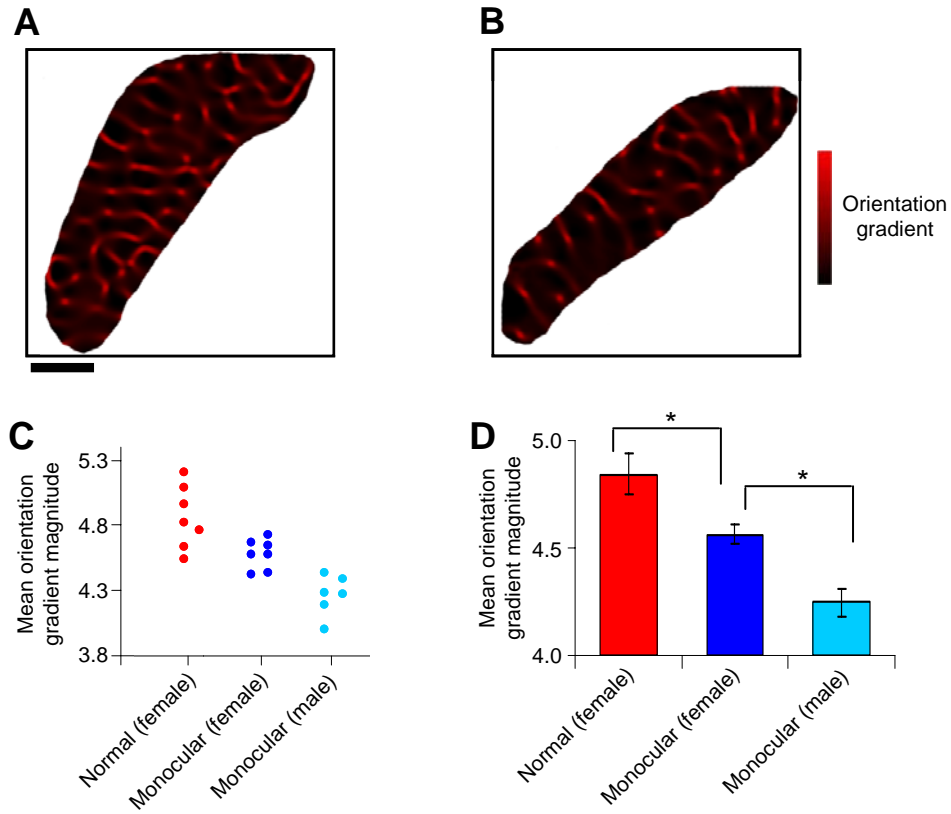 A
B
Orientation
gradient
C
Mean orientation
gradient magnitude
5.3
4.8
4.3
3.8
Normal (female)
Monocular (female)
Monocular (male)
D
Mean orientation
gradient magnitude
5.0
4.5
4.0
*
*
Normal (female)
Monocular (female)
Monocular (male)